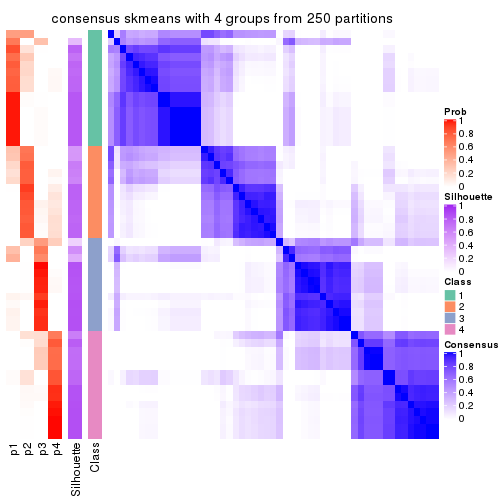 consensus skmeans with 4 groups from 250 partitions
Prob
1
0.8
0.6
0.4
0.2
0
Silhouette
1
0.8
0.6
0.4
0.2
0
Class
1
2
3
4
Consensus
1
0.8
0.6
0.4
0.2
0
p1
p2
p3
p4
Silhouette
Class